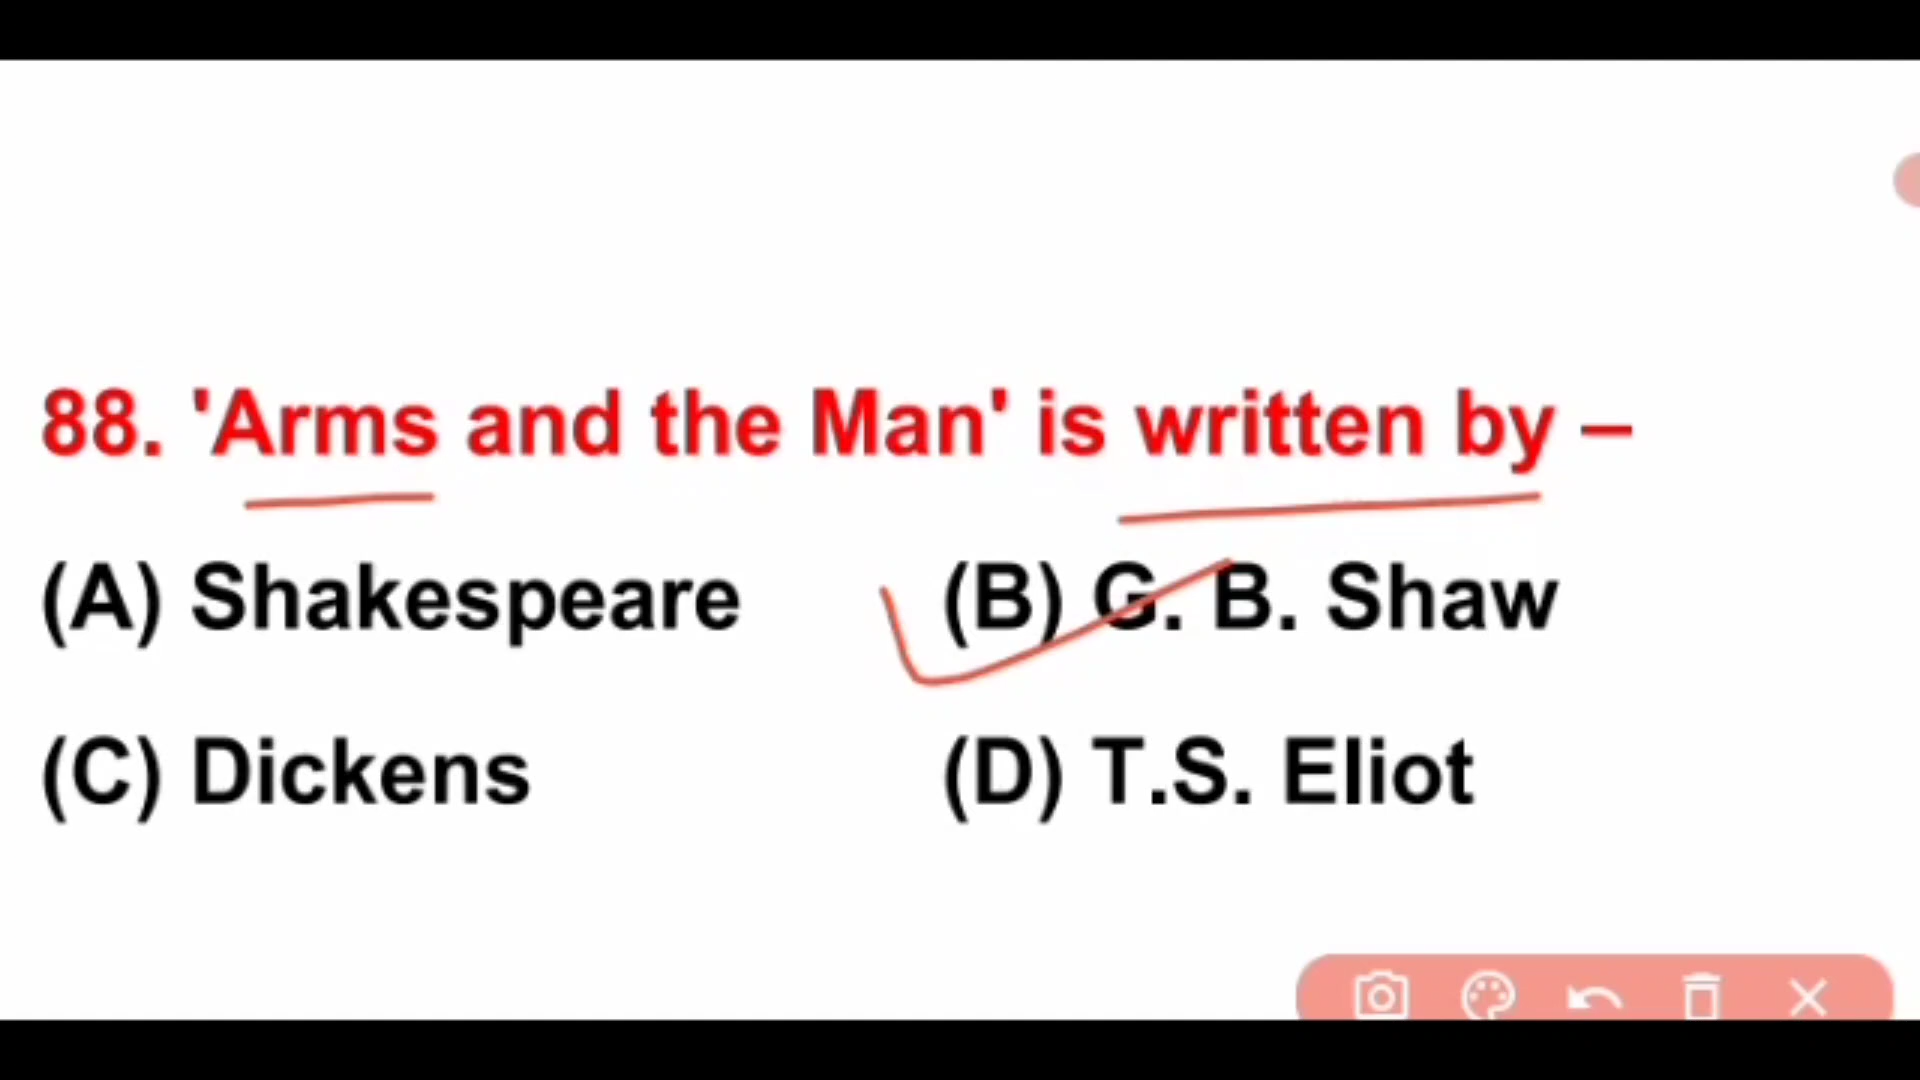 88. 'Arms and the Man' is written by –
(A) Shakespeare (B) G. B. Shaw
(C) Dickens (D) T.S. Eliot